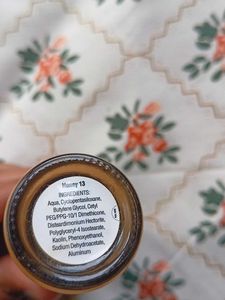 Honey 13
INGREDIENTS:
Aqua, Cyclopentasiloxane,
Butylene Glycol, Cetyl
PEG/PPG-10/1 Dimethicone,
Disteardimonium Hectorite,
Polyglyceryl-4 Isostearate,
Kaolin, Phenoxyethanol,
Sodium Dehydroacetate,
Aluminum